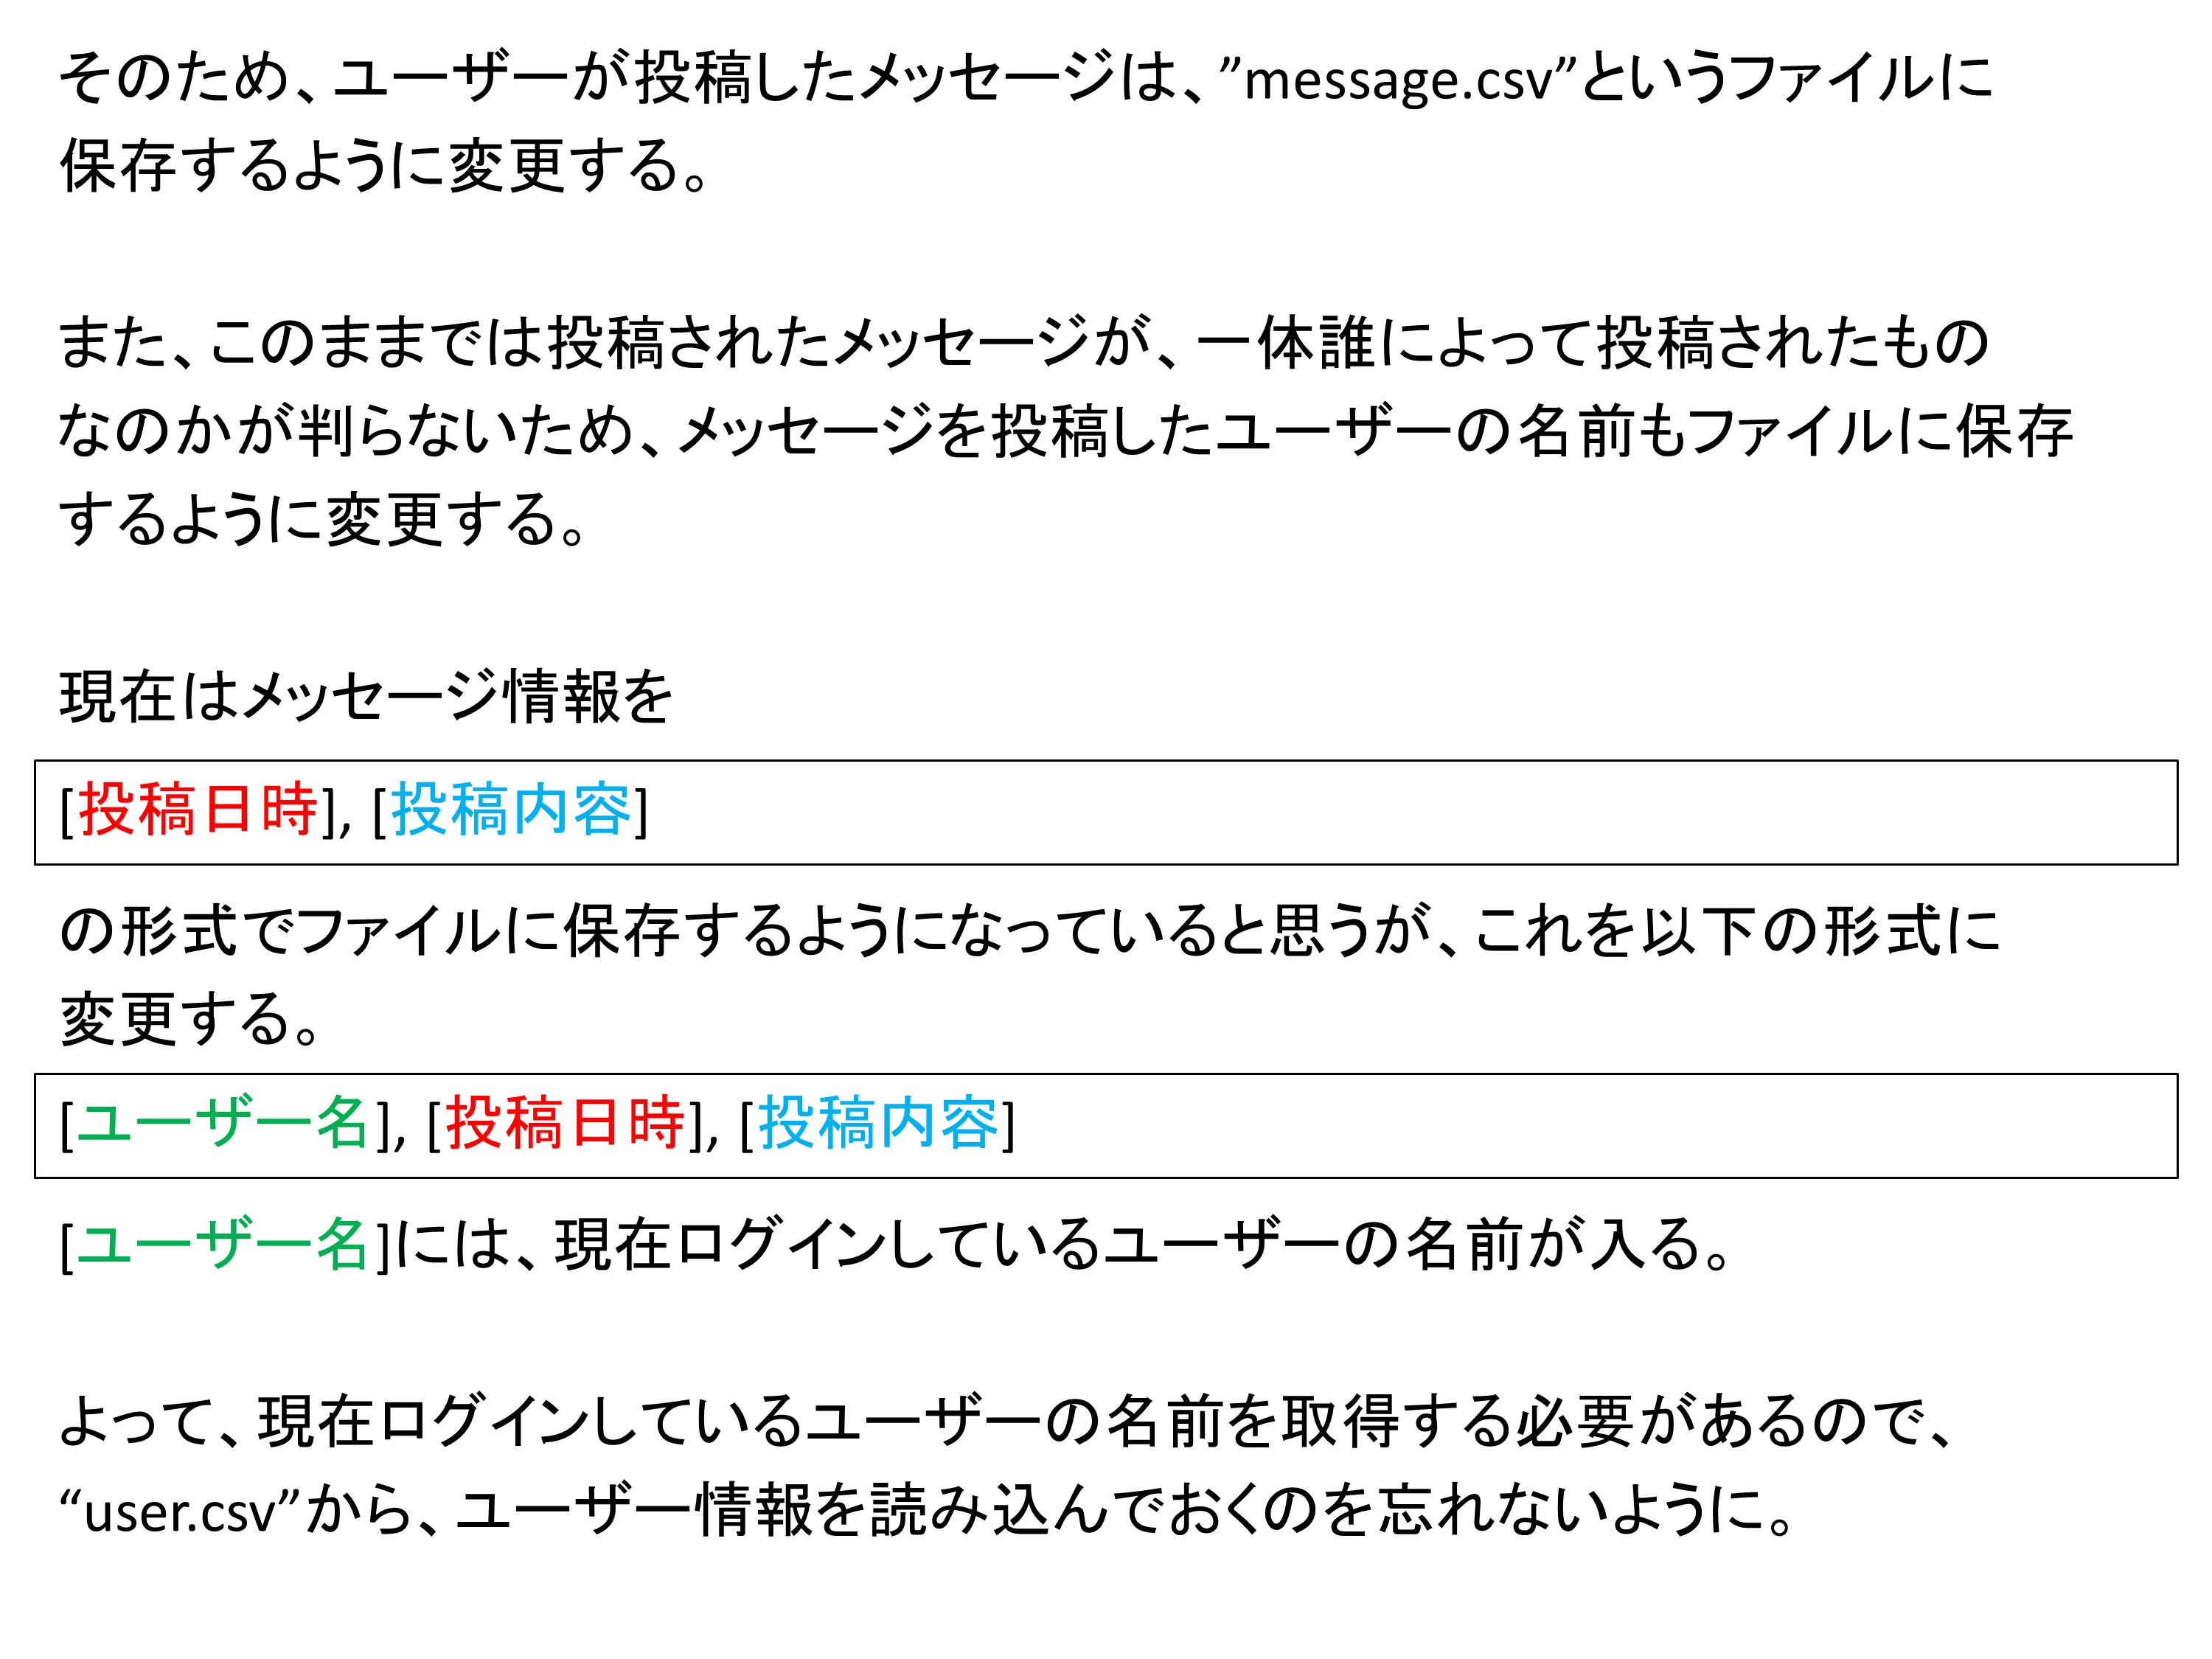 そのため、ユーザーが投稿したメッセージは、”message.csv”というファイルに
保存するように変更する。
また、このままでは投稿されたメッセージが、一体誰によって投稿されたもの
なのかが判らないため、メッセージを投稿したユーザーの名前もファイルに保存
するように変更する。
現在はメッセージ情報を
[投稿日時], [投稿内容]
の形式でファイルに保存するようになっていると思うが、これを以下の形式に
変更する。
[ユーザー名], [投稿日時], [投稿内容]
[ユーザー名]には、現在ログインしているユーザーの名前が入る。
よって、現在ログインしているユーザーの名前を取得する必要があるので、
“user.csv”から、ユーザー情報を読み込んでおくのを忘れないように。